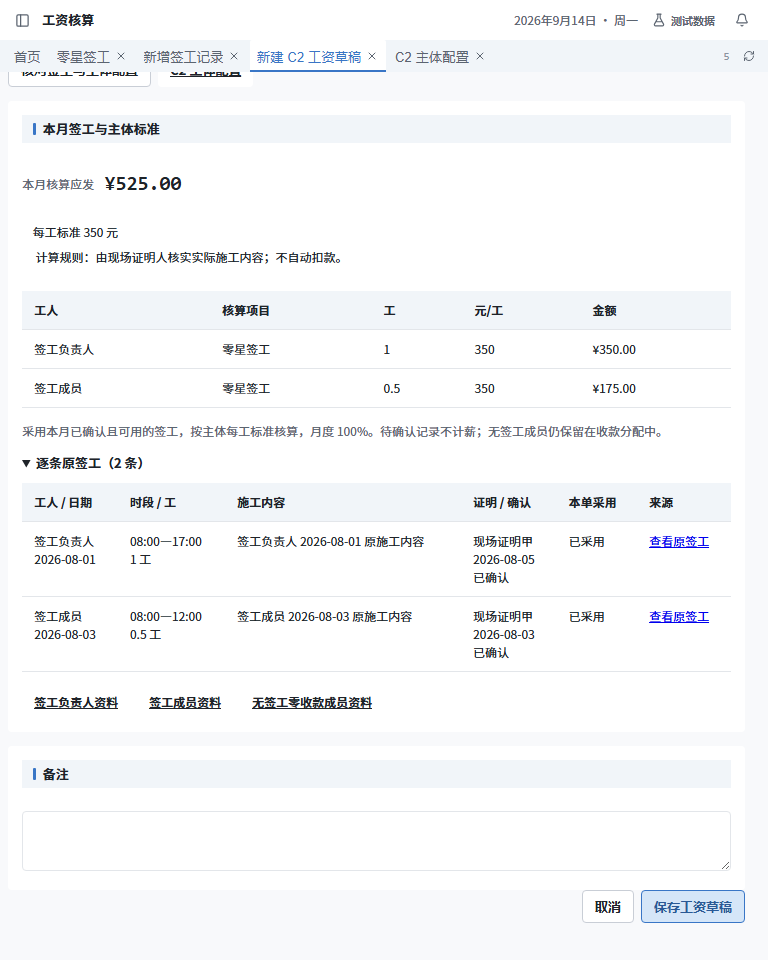 工资核算
2026年9月14日 · 周一
测试数据
首页
零星签工
新增签工记录
新建 C2 工资草稿
C2 主体配置
5
核对签工与主体配置
C2 主体配置
本月签工与主体标准
本月核算应发 ¥525.00
每工标准 350 元
计算规则：由现场证明人核实实际施工内容；不自动扣款。
工人 核算项目 工 元/工 金额
签工负责人 零星签工 1 350 ¥350.00
签工成员 零星签工 0.5 350 ¥175.00
采用本月已确认且可用的签工，按主体每工标准核算，月度 100%。待确认记录不计薪；无签工成员仍保留在收款分配中。
▼ 逐条原签工（2 条）
工人 / 日期 时段 / 工 施工内容 证明 / 确认 本单采用 来源
签工负责人 08:00—17:00 签工负责人 2026-08-01 原施工内容 现场证明甲 已采用 查看原签工
2026-08-01 1 工 2026-08-05
已确认
签工成员 08:00—12:00 签工成员 2026-08-03 原施工内容 现场证明甲 已采用 查看原签工
2026-08-03 0.5 工 2026-08-03
已确认
签工负责人资料 签工成员资料 无签工零收款成员资料
备注
取消 保存工资草稿